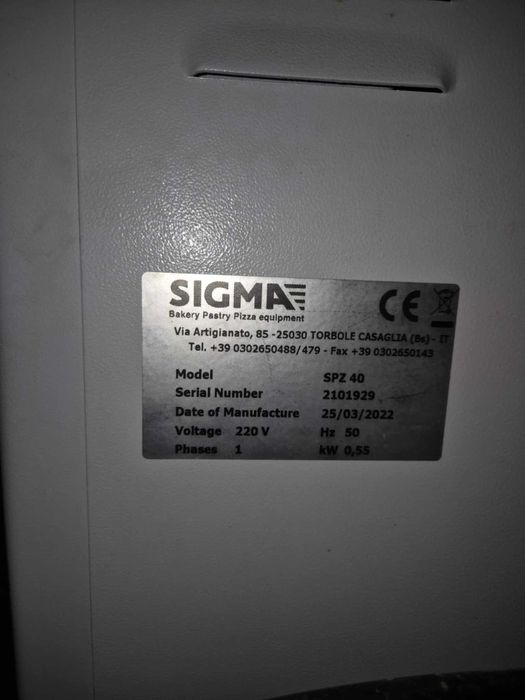 SIGMA
CE
Bakery Pastry Pizza equipment
Via Artigianato, 85 -25030 TORBOLE CASAGLIA (Bs)- IT
Tel. +39 0302650488/479 - Fax +39 0302650143
Model SPZ 40
Serial Number 2101929
Date of Manufacture 25/03/2022
Voltage 220 V Hz 50
Phases 1 kW 0,55